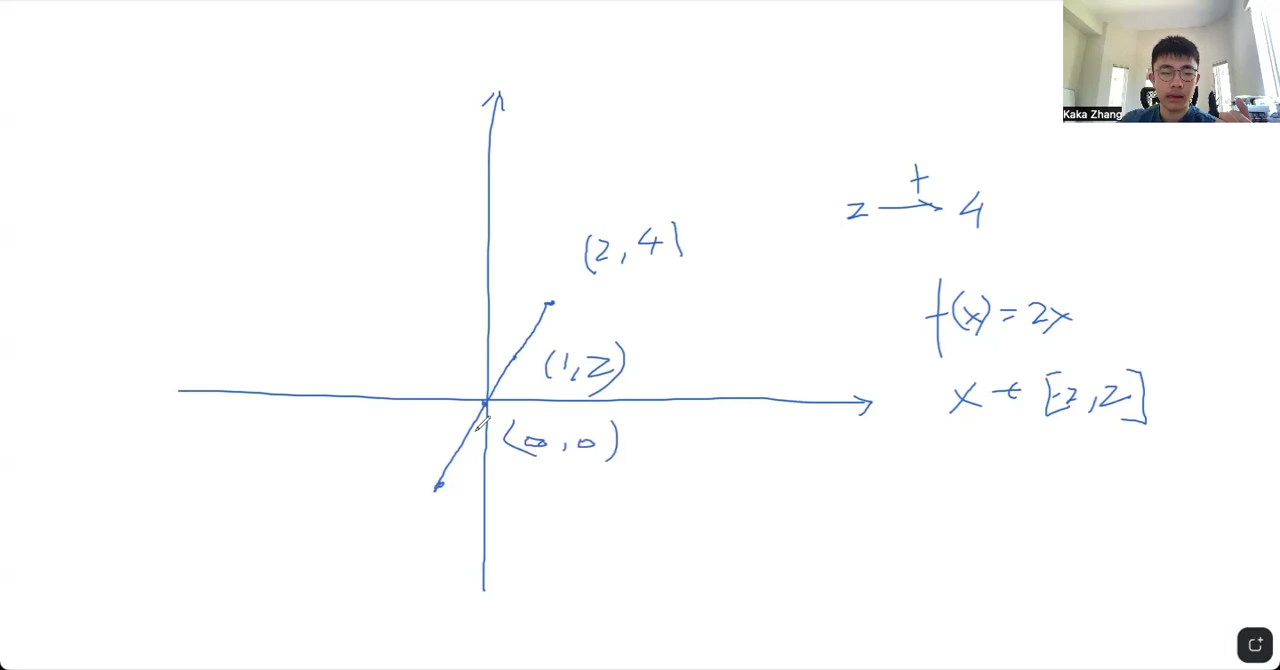 Kaka Zhang
f
2 → 4
(2, 4)
f(x) = 2x
(1, 2)
x ∈ [-2, 2]
(0, 0)